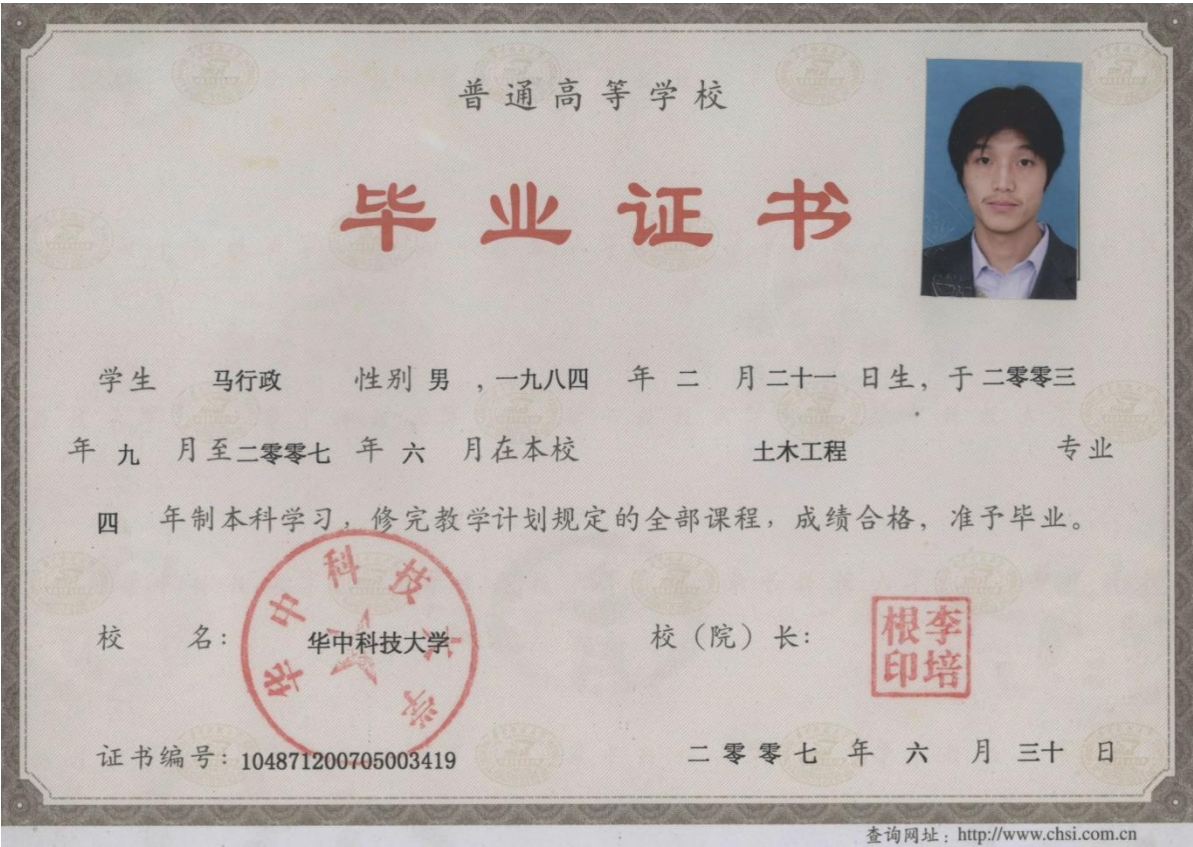 普通高等学校
毕业证书
学生 马行政 性别 男 ,一九八四 年 二 月 二十一 日生，于 二零零三
年 九 月至 二零零七 年 六 月在本校 土木工程 专业
四 年制本科学习，修完教学计划规定的全部课程，成绩合格，准予毕业。
华中科技大学
校 名： 华中科技大学 校（院）长： 李培根印
证书编号：104871200705003419 二零零七 年 六 月 三十 日
查询网址：http://www.chsi.com.cn